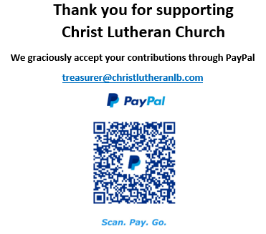 Thank you for supporting
Christ Lutheran Church
We graciously accept your contributions through PayPal
treasurer@christlutheranlb.com
PayPal
Scan. Pay. Go.